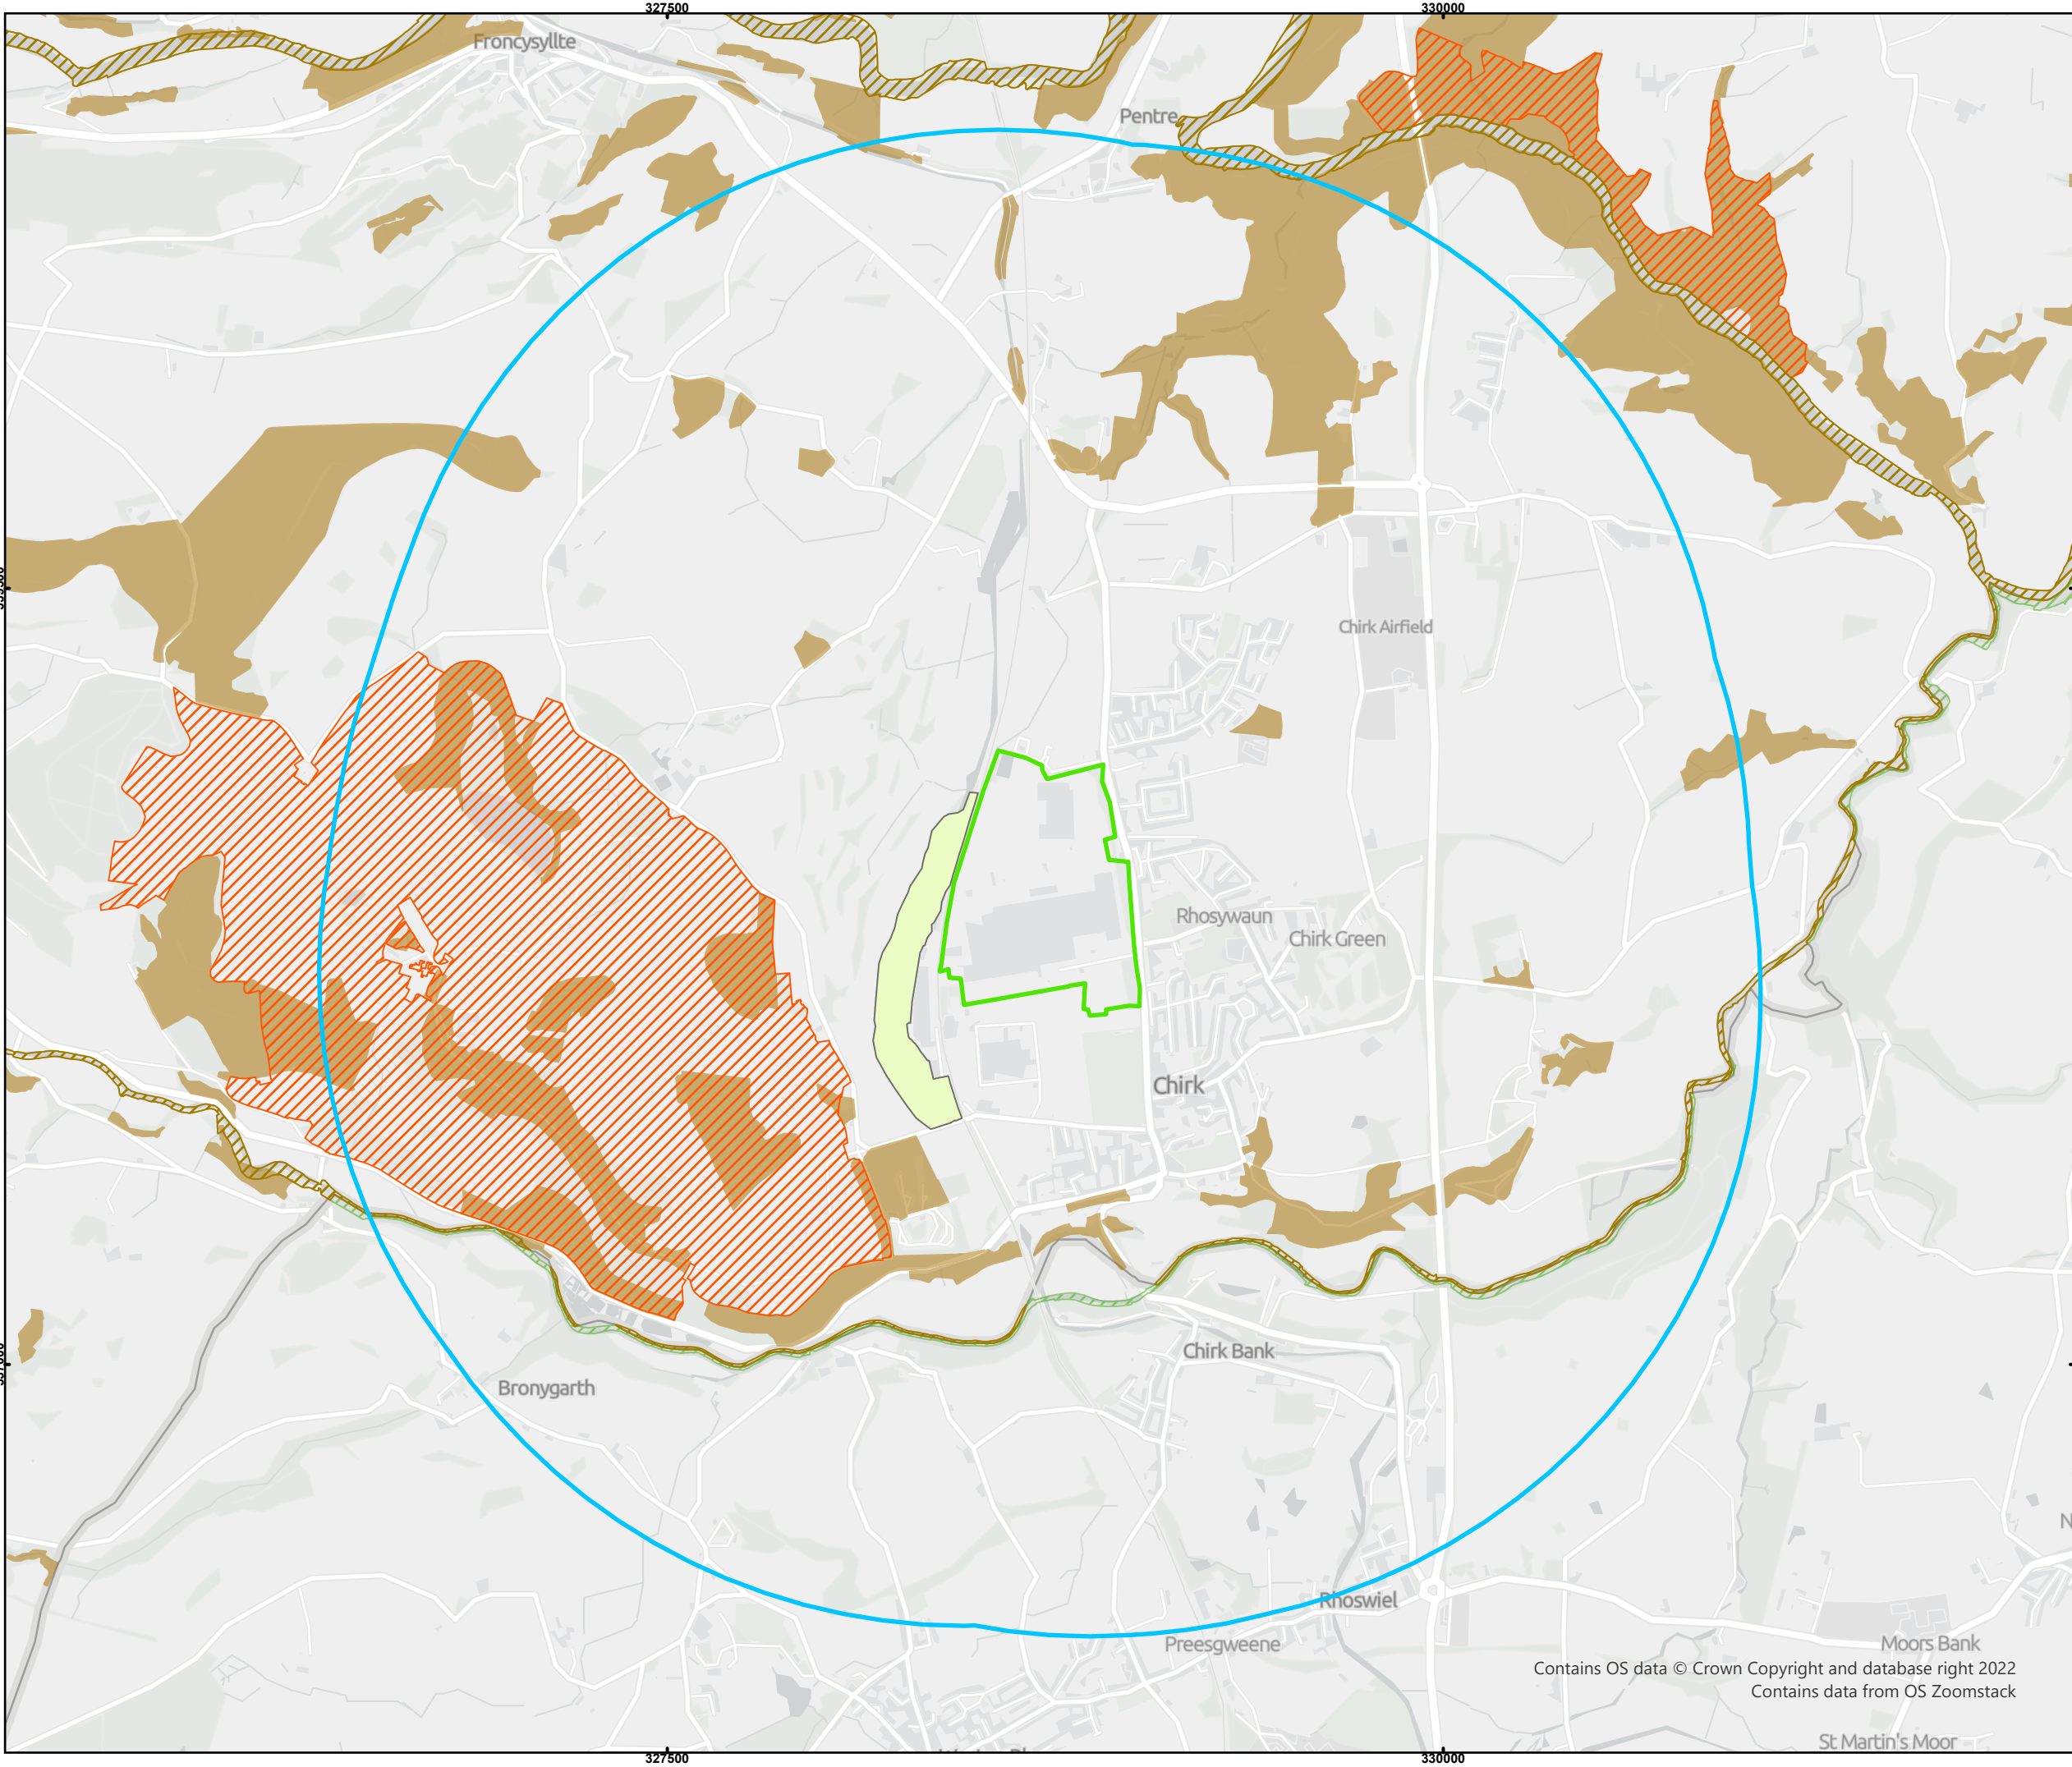 327500
330000
Froncysyllte
Pentre
Chirk Airfield
Rhosywaun
Chirk Green
Chirk
Chirk Bank
Bronygarth
Rhoswiel
Preesgweene
Moors Bank
Contains OS data © Crown Copyright and database right 2022
Contains data from OS Zoomstack
St Martin's Moor
327500
330000